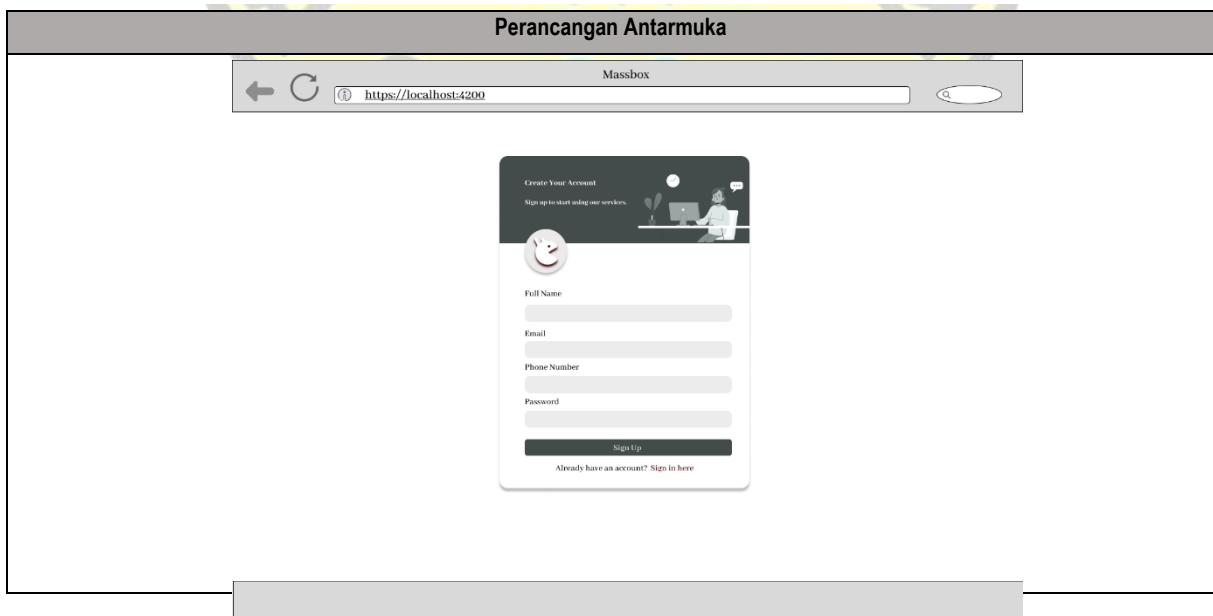 Perancangan Antarmuka
Massbox
https://localhost:4200
Create Your Account
Sign up to start using our services.
Full Name
Email
Phone Number
Password
Sign Up
Already have an account? Sign in here